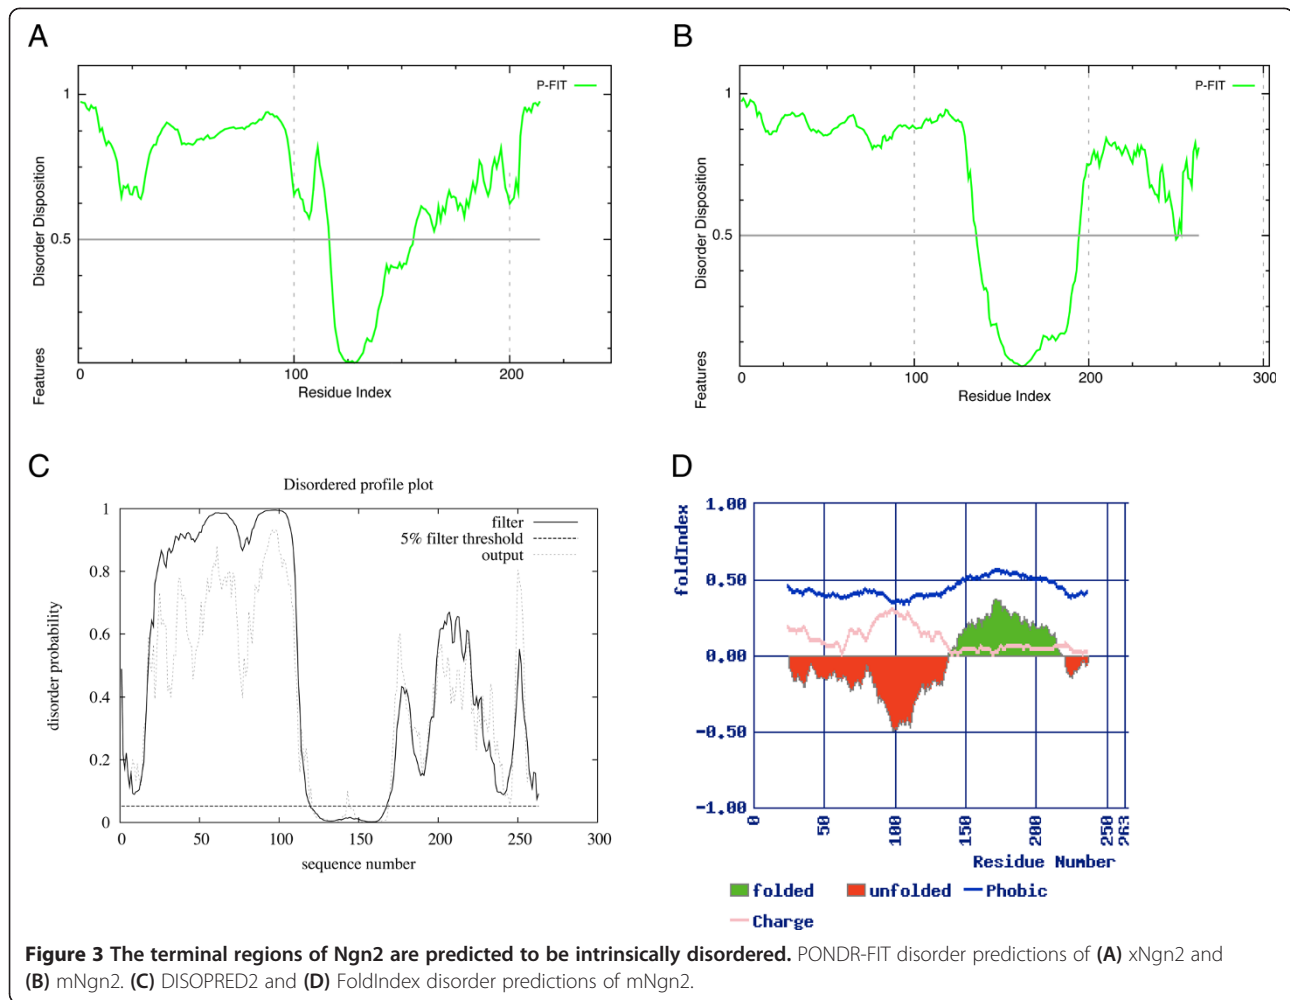 A
P-FIT
1
0.5
Disorder Disposition
Features
0 100 200
Residue Index
B
P-FIT
1
0.5
Disorder Disposition
Features
0 100 200 300
Residue Index
C
Disordered profile plot
filter
5% filter threshold
output
1
0.8
0.6
0.4
0.2
0
disorder probability
0 50 100 150 200 250 300
sequence number
D
foldIndex
1.00
0.50
0.00
-0.50
-1.00
0 50 100 150 200 250 263
Residue Number
folded unfolded Phobic
Charge
Figure 3 The terminal regions of Ngn2 are predicted to be intrinsically disordered. PONDR-FIT disorder predictions of (A) xNgn2 and
(B) mNgn2. (C) DISOPRED2 and (D) FoldIndex disorder predictions of mNgn2.